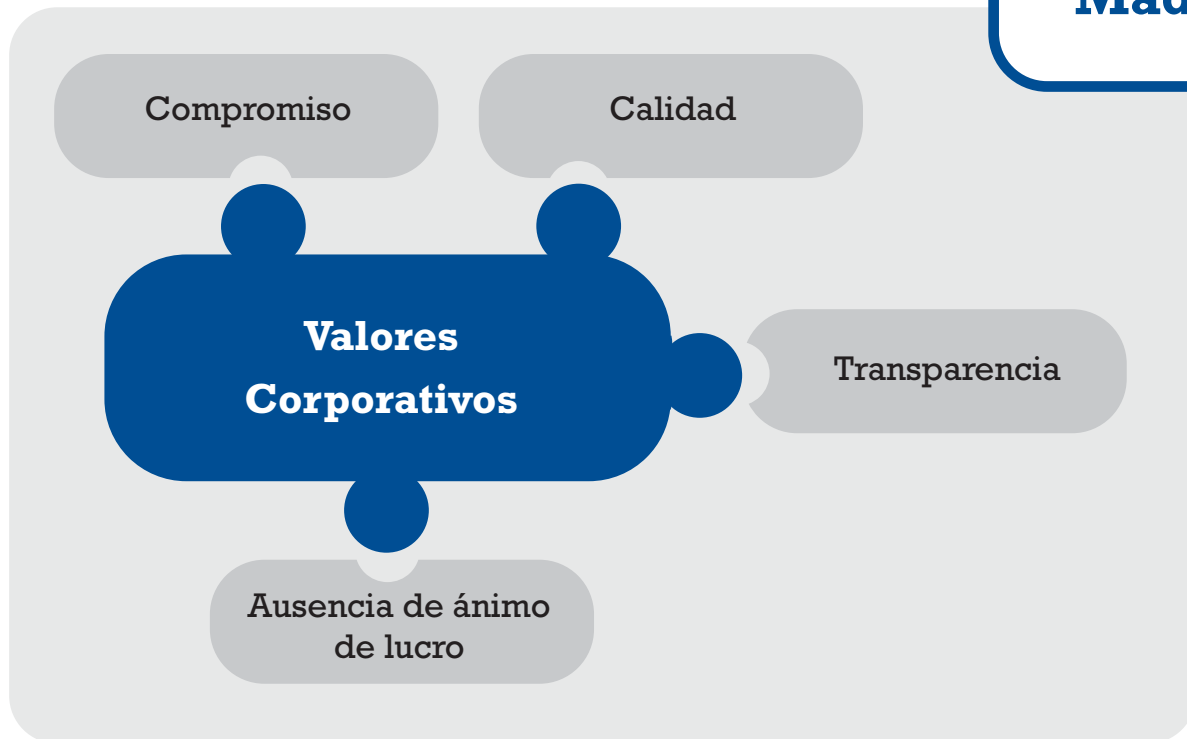 Compromiso
Calidad
Valores
Corporativos
Transparencia
Ausencia de ánimo
de lucro